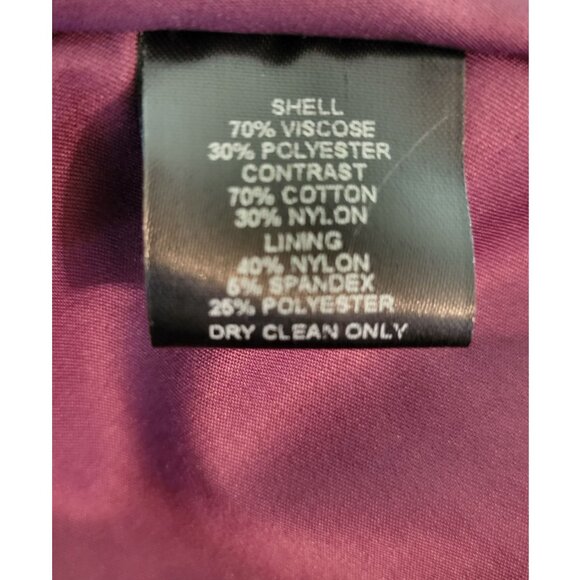 SHELL
70% VISCOSE
30% POLYESTER
CONTRAST
70% COTTON
30% NYLON
LINING
40% NYLON
5% SPANDEX
25% POLYESTER
DRY CLEAN ONLY